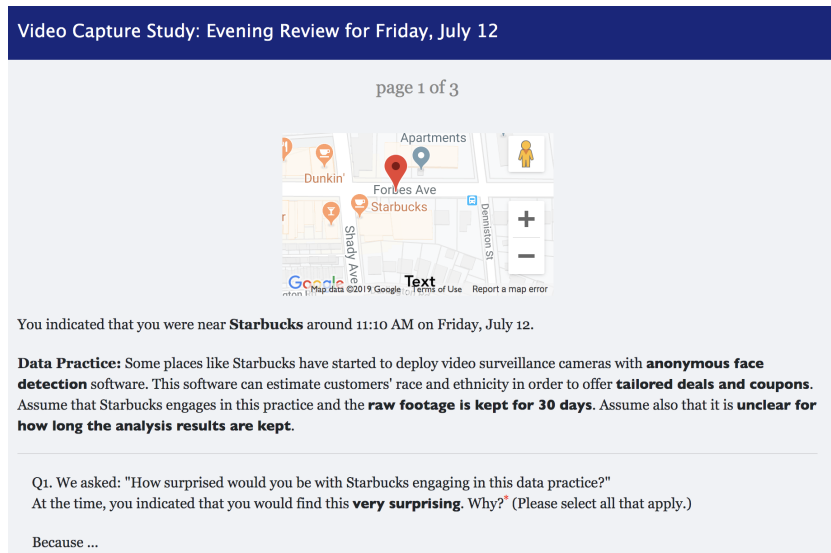 Video Capture Study: Evening Review for Friday, July 12
page 1 of 3
Apartments
Dunkin'
Forbes Ave
Starbucks
Shady Ave
Denniston St
Google
Text
Map data ©2019 Google Terms of Use Report a map error
You indicated that you were near Starbucks around 11:10 AM on Friday, July 12.
Data Practice: Some places like Starbucks have started to deploy video surveillance cameras with anonymous face
detection software. This software can estimate customers' race and ethnicity in order to offer tailored deals and coupons.
Assume that Starbucks engages in this practice and the raw footage is kept for 30 days. Assume also that it is unclear for
how long the analysis results are kept.
Q1. We asked: "How surprised would you be with Starbucks engaging in this data practice?"
At the time, you indicated that you would find this very surprising. Why?* (Please select all that apply.)
Because ...